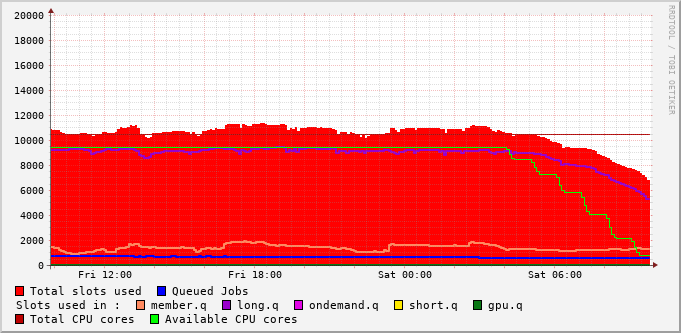 RRDTOOL / TOBI OETIKER
20000
18000
16000
14000
12000
10000
8000
6000
4000
2000
0
Fri 12:00 Fri 18:00 Sat 00:00 Sat 06:00
Total slots used Queued Jobs
Slots used in : member.q long.q ondemand.q short.q gpu.q
Total CPU cores Available CPU cores